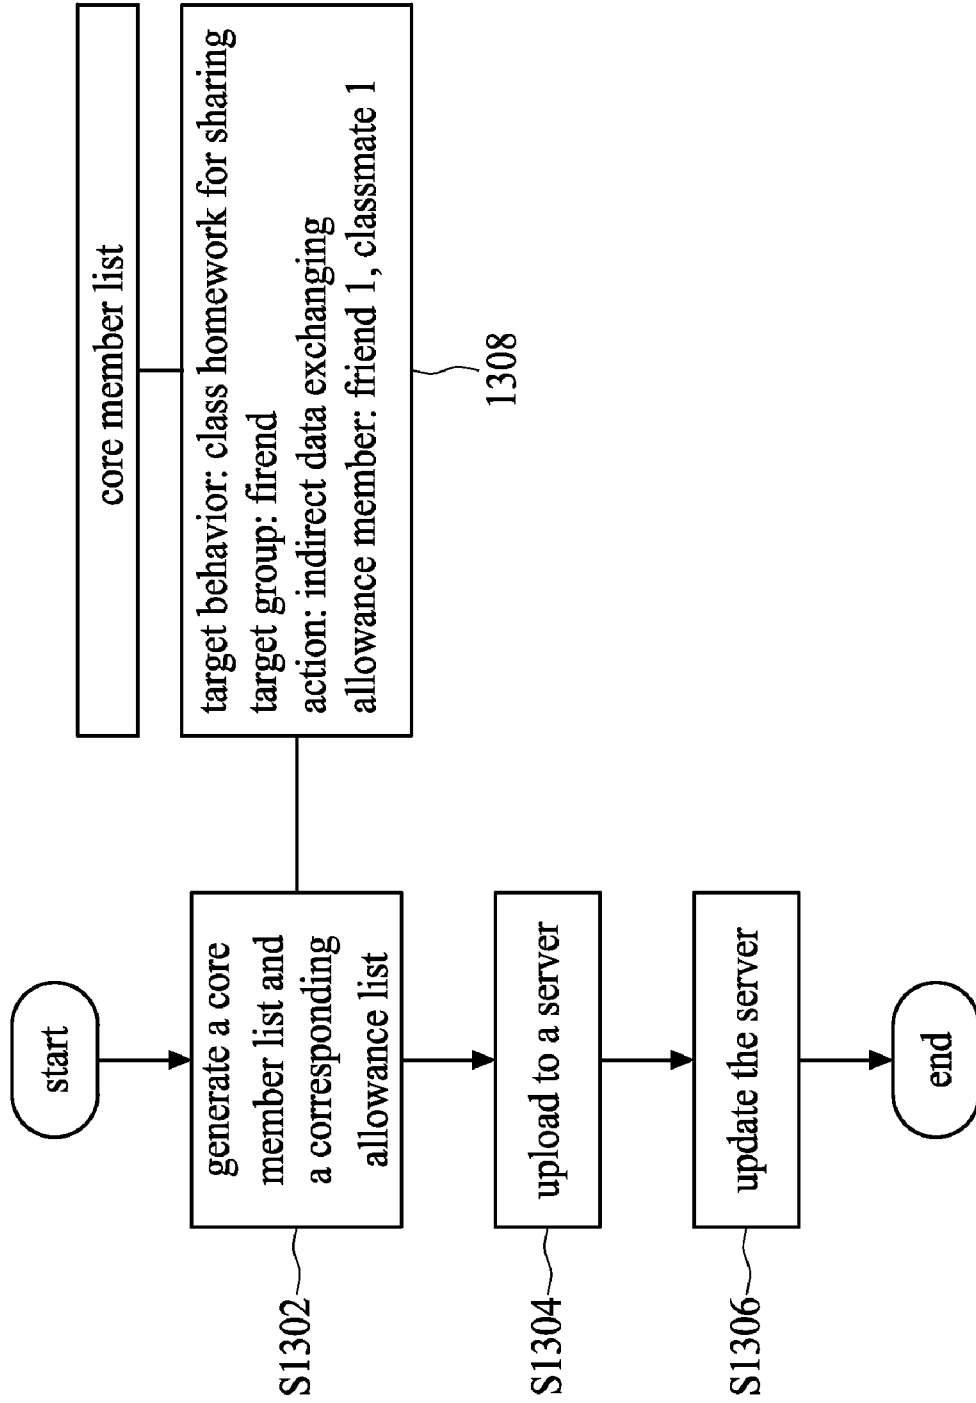 start
S1302
generate a core
member list and
a corresponding
allowance list
S1304
upload to a server
S1306
update the server
end
core member list
target behavior: class homework for sharing
target group: firend
action: indirect data exchanging
allowance member: friend 1, classmate 1
1308